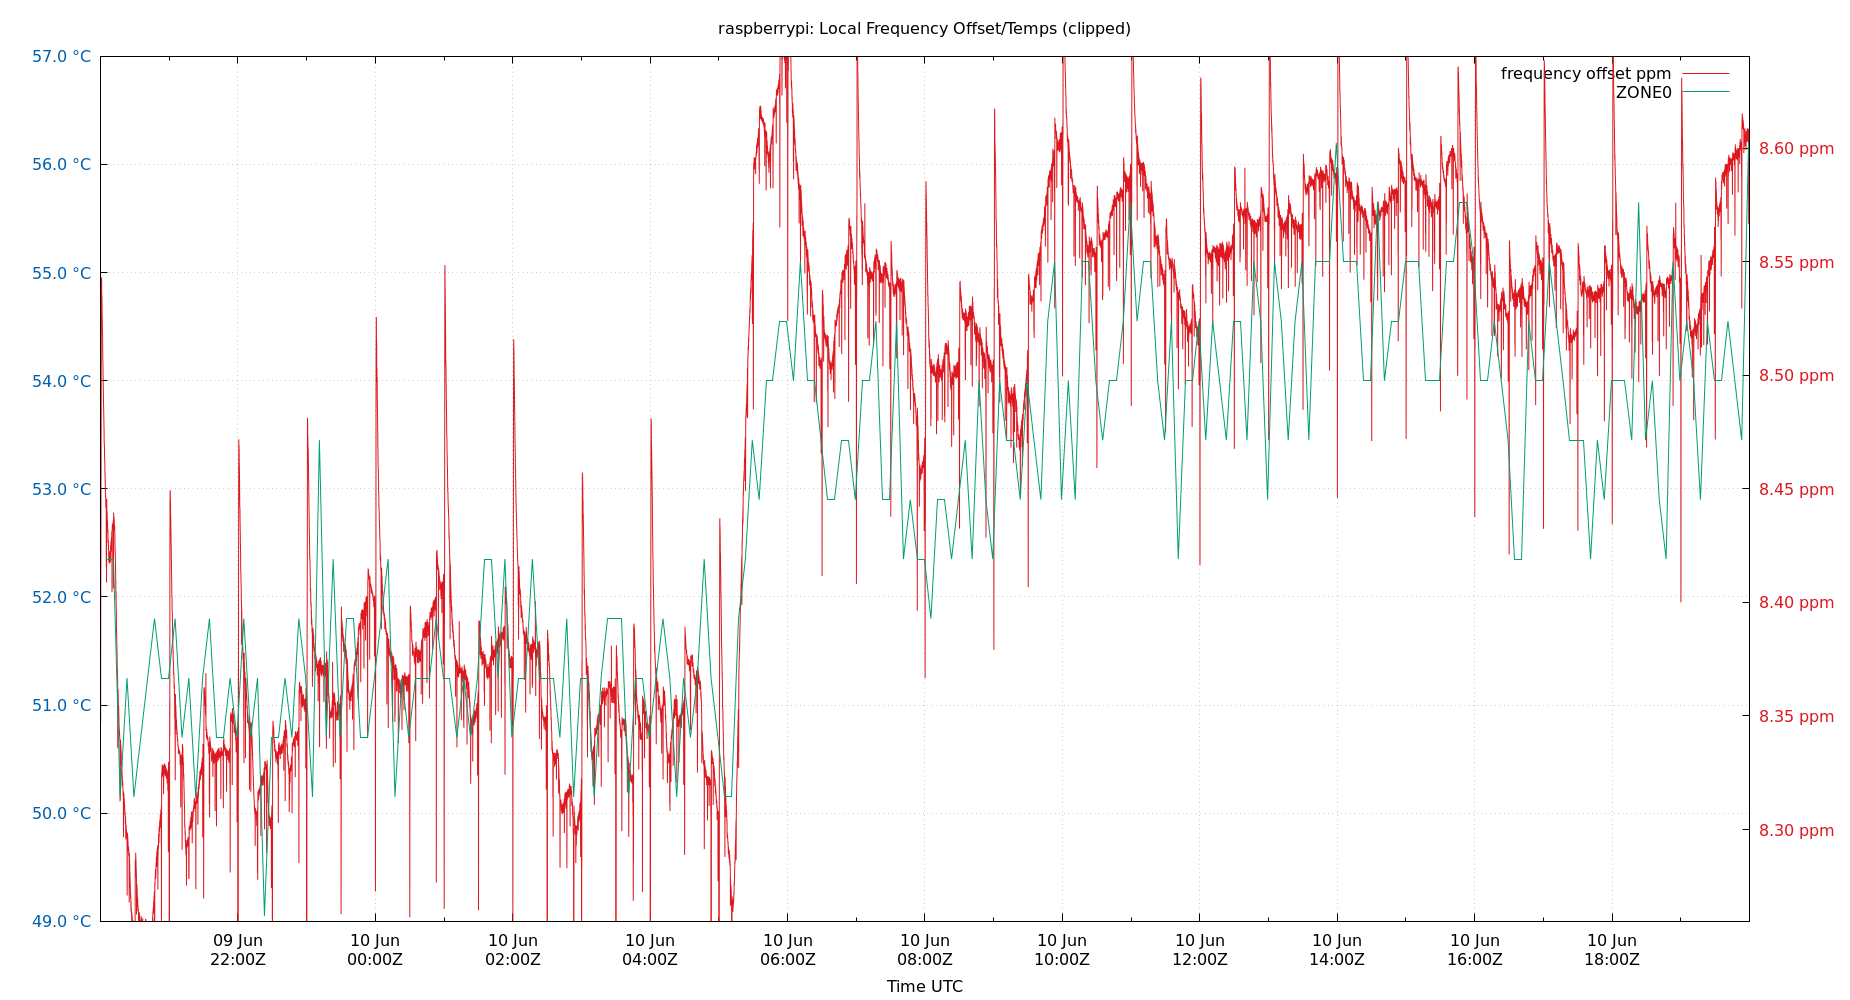 raspberrypi: Local Frequency Offset/Temps (clipped)
frequency offset ppm
ZONE0
57.0 °C
56.0 °C
55.0 °C
54.0 °C
53.0 °C
52.0 °C
51.0 °C
50.0 °C
49.0 °C
8.60 ppm
8.55 ppm
8.50 ppm
8.45 ppm
8.40 ppm
8.35 ppm
8.30 ppm
09 Jun 10 Jun 10 Jun 10 Jun 10 Jun 10 Jun 10 Jun 10 Jun 10 Jun 10 Jun 10 Jun
22:00Z 00:00Z 02:00Z 04:00Z 06:00Z 08:00Z 10:00Z 12:00Z 14:00Z 16:00Z 18:00Z
Time UTC